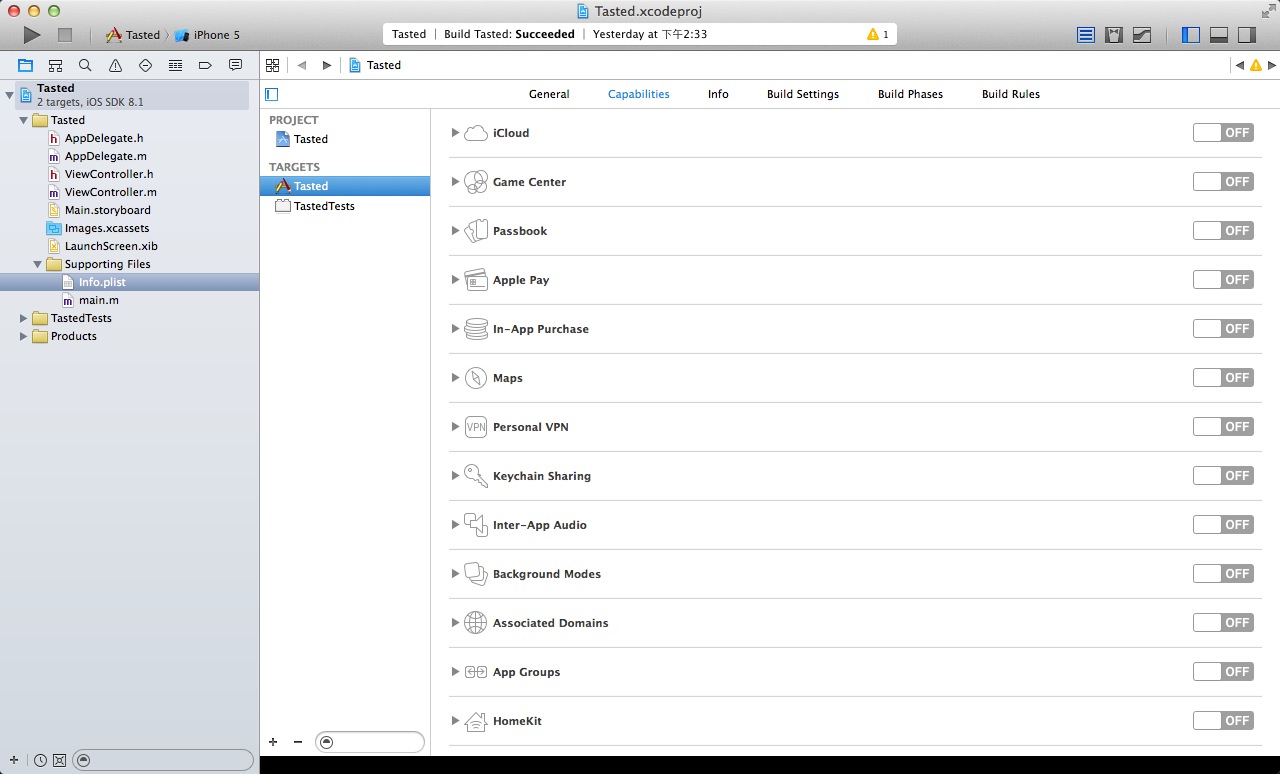 Tasted.xcodeproj
Tasted iPhone 5
Tasted | Build Tasted: Succeeded | Yesterday at 下午2:33
1
Tasted
Tasted
2 targets, iOS SDK 8.1
Tasted
AppDelegate.h
AppDelegate.m
ViewController.h
ViewController.m
Main.storyboard
Images.xcassets
LaunchScreen.xib
Supporting Files
Info.plist
main.m
TastedTests
Products
General Capabilities Info Build Settings Build Phases Build Rules
PROJECT
Tasted
TARGETS
Tasted
TastedTests
iCloud OFF
Game Center OFF
Passbook OFF
Apple Pay OFF
In-App Purchase OFF
Maps OFF
VPN Personal VPN OFF
Keychain Sharing OFF
Inter-App Audio OFF
Background Modes OFF
Associated Domains OFF
App Groups OFF
HomeKit OFF